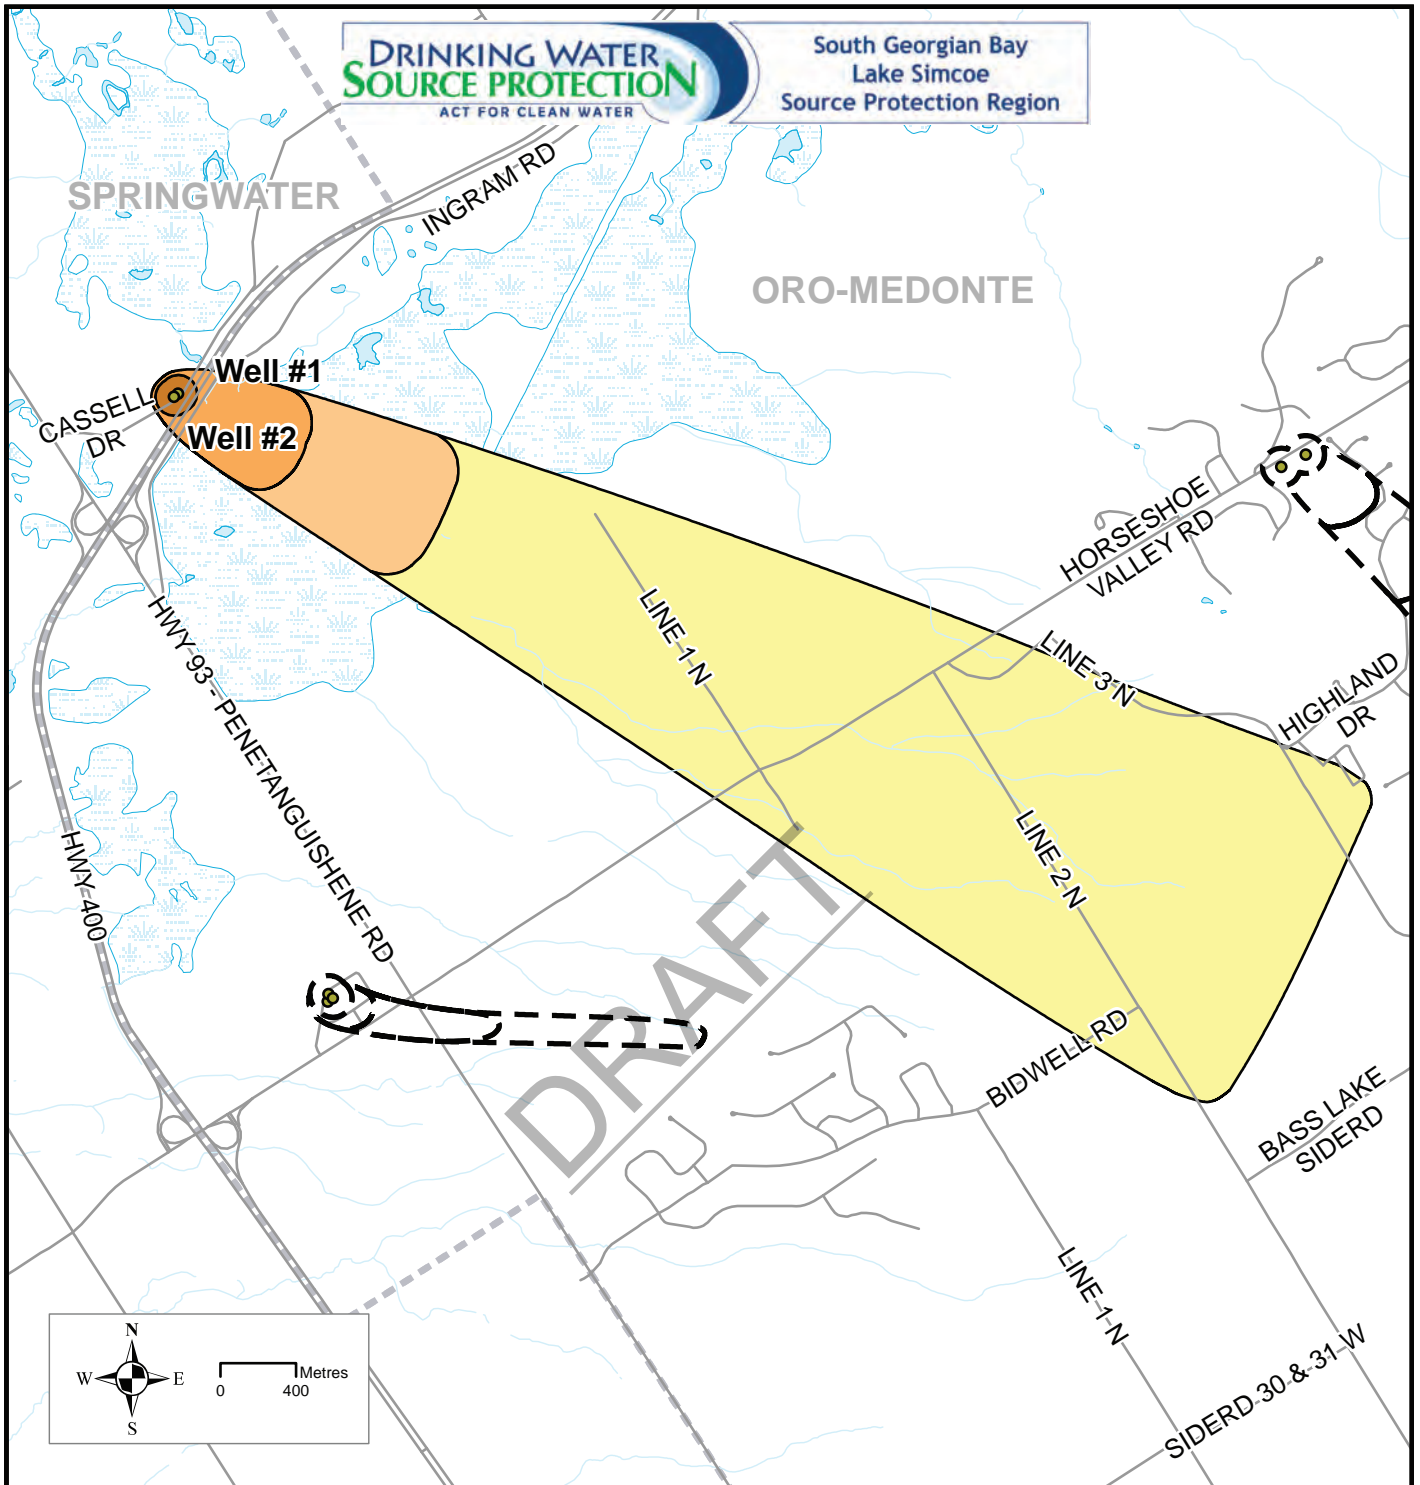 DRINKING WATER
SOURCE PROTECTION
ACT FOR CLEAN WATER
South Georgian Bay
Lake Simcoe
Source Protection Region
SPRINGWATER
INGRAM RD
ORO-MEDONTE
Well #1
CASSELL
DR
Well #2
HORSESHOE
VALLEY RD
LINE 1 N
HWY 93 - PENETANGUISHENE RD
LINE 3 N
HIGHLAND
DR
HWY 400
LINE 2 N
DRAFT
BIDWELL RD
BASS LAKE
SIDERD
LINE 1 N
SIDERD 30 & 31 W
N
W
E
S
Metres
0
400